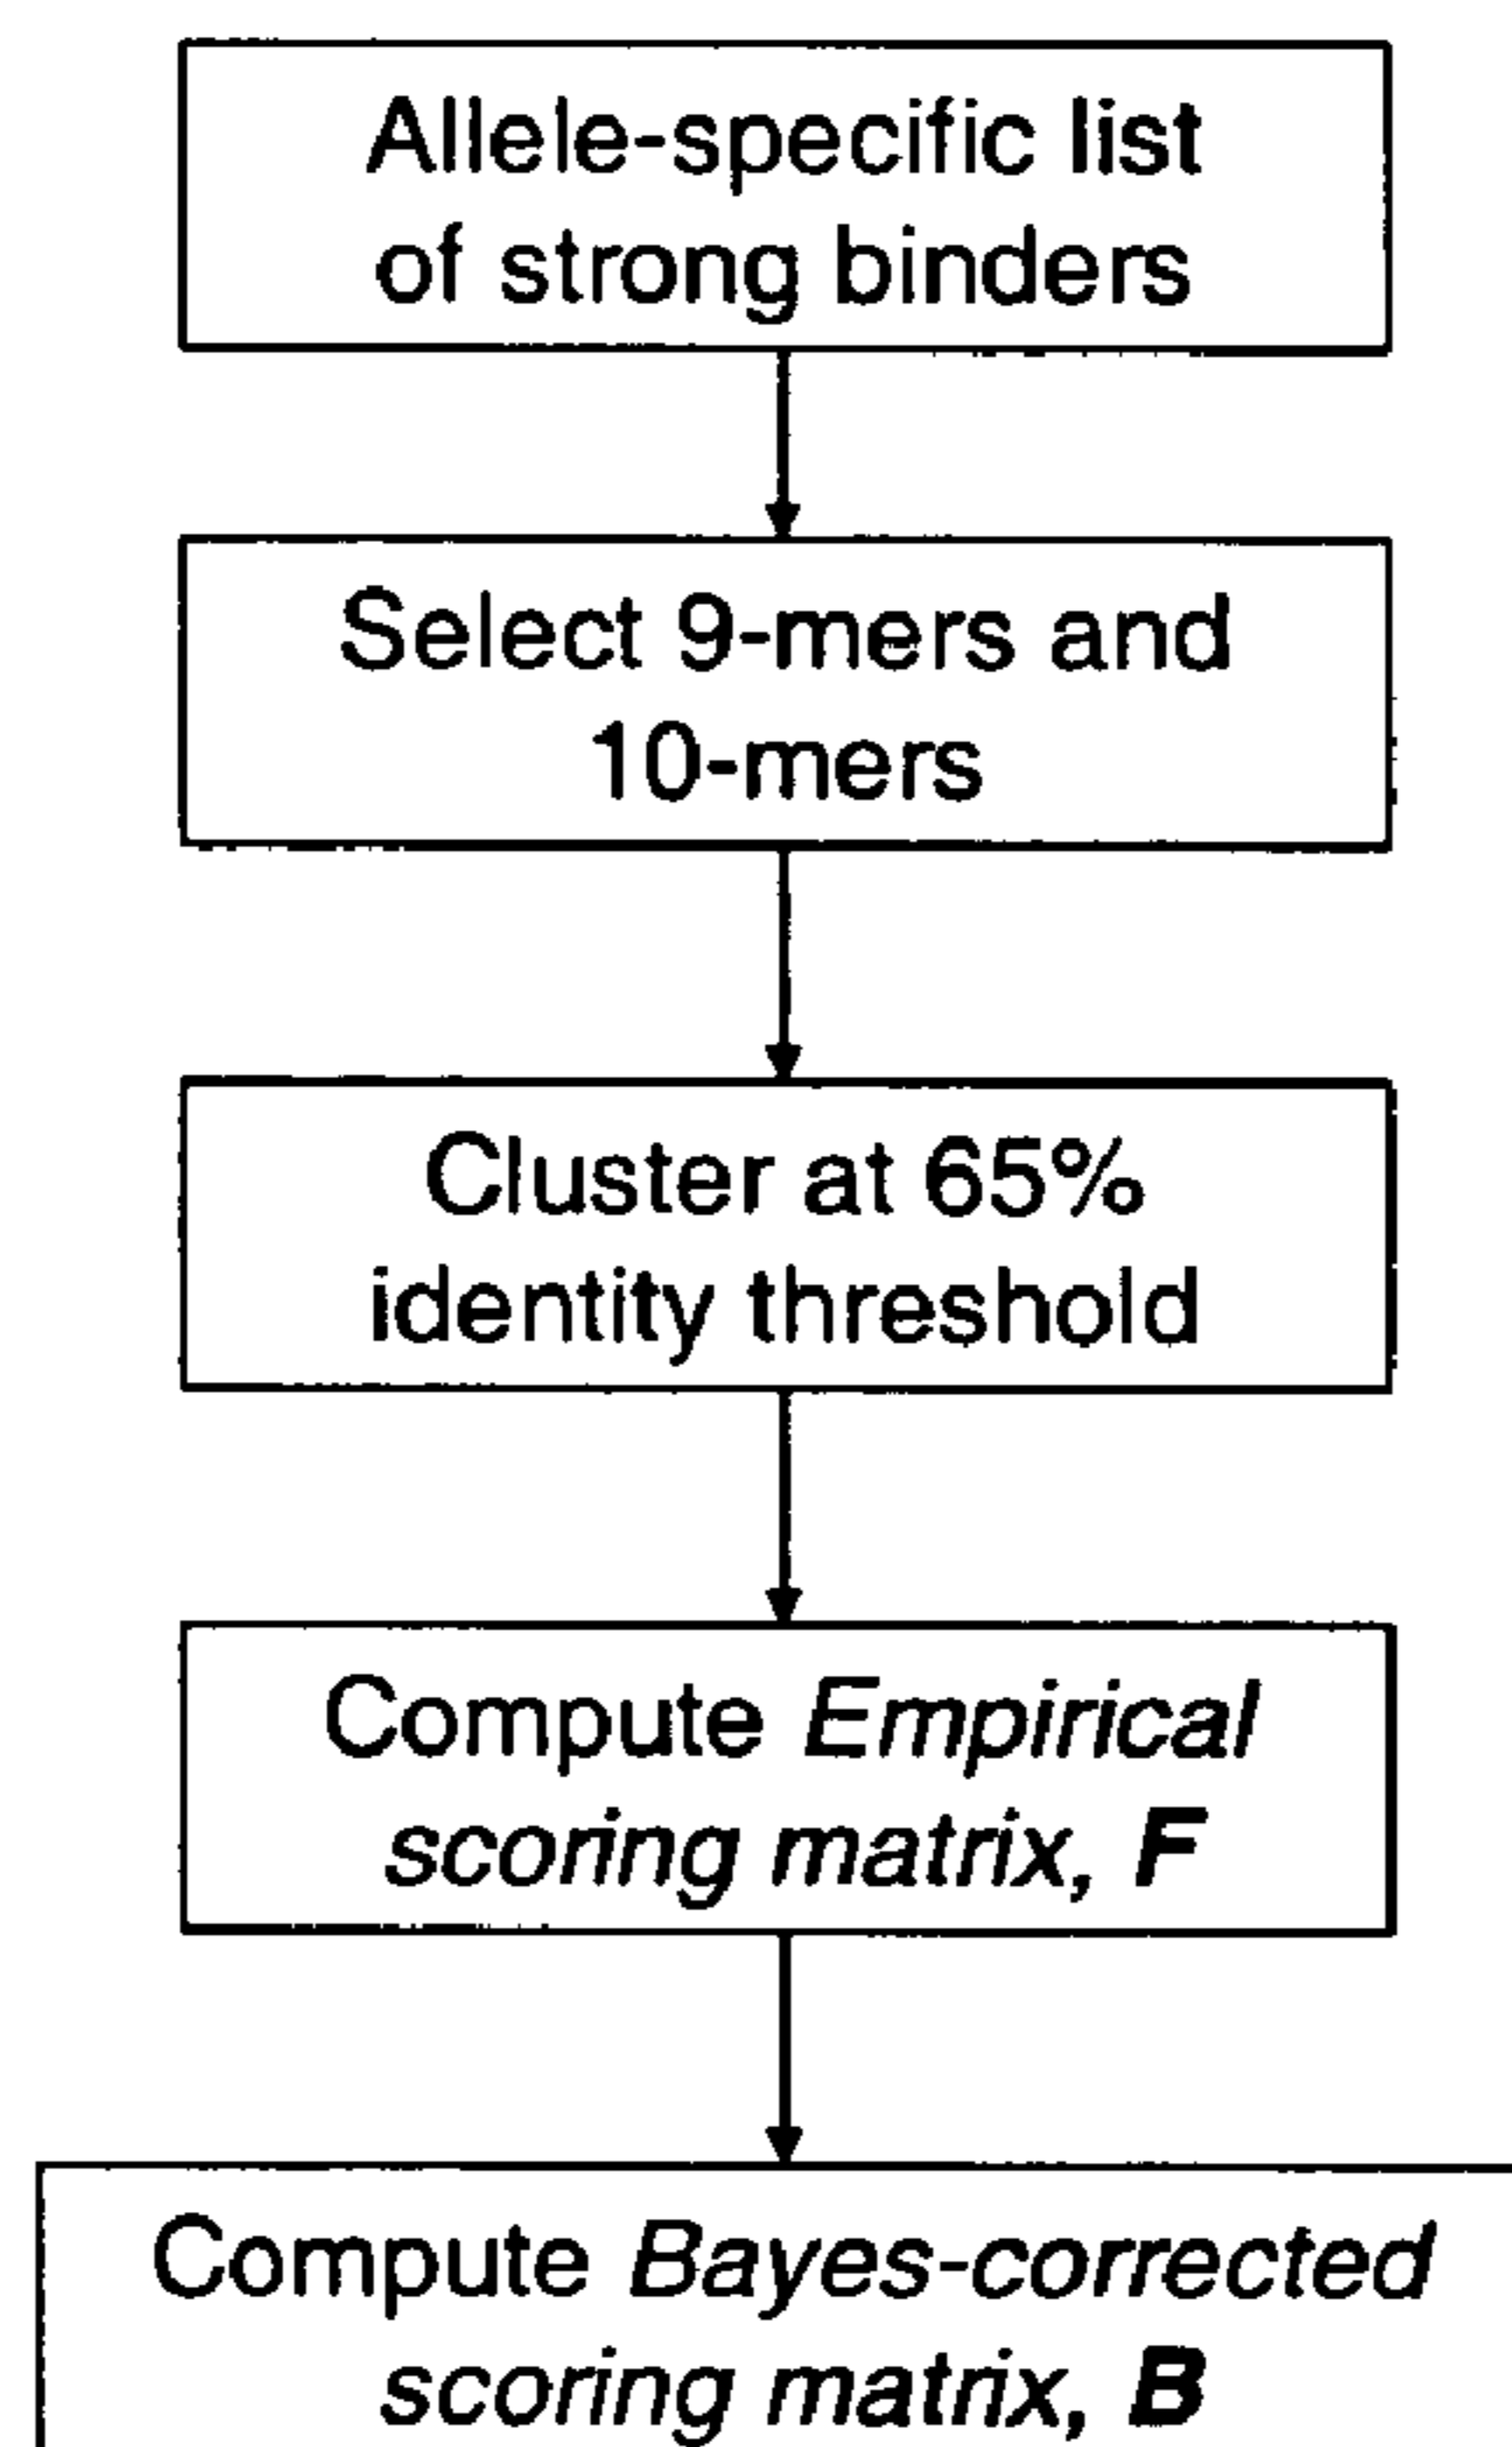 Allele-specific list
of strong binders
Select 9-mers and
10-mers
Cluster at 65%
identity threshold
Compute Empirical
scoring matrix, F
Compute Bayes-corrected
scoring matrix, B